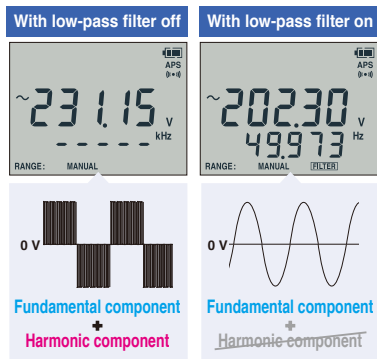 With low-pass filter off
APS
~ 231.15 V
- - - - - kHz
RANGE: MANUAL
0 V
Fundamental component
+
Harmonic component
With low-pass filter on
APS
~ 202.30 V
49.973 Hz
RANGE: MANUAL FILTER
0 V
Fundamental component
+
Harmonic component